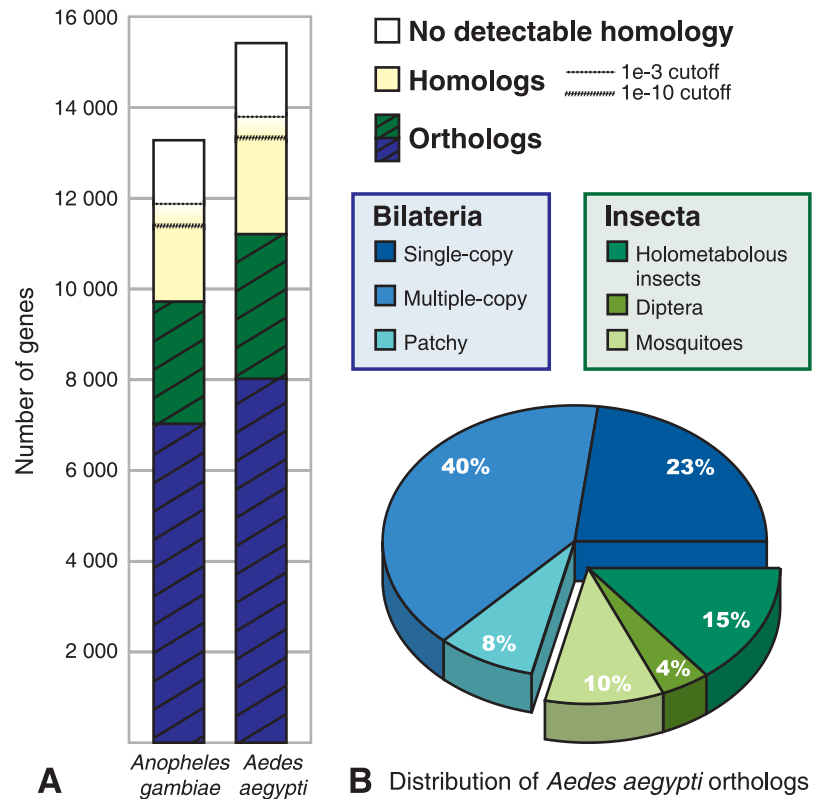 16 000
14 000
12 000
10 000
8 000
6 000
4 000
2 000
Number of genes
Anopheles
gambiae
Aedes
aegypti
A
No detectable homology
Homologs
1e-3 cutoff
1e-10 cutoff
Orthologs
Bilateria
Single-copy
Multiple-copy
Patchy
Insecta
Holometabolous
insects
Diptera
Mosquitoes
40%
23%
8%
15%
4%
10%
B Distribution of Aedes aegypti orthologs